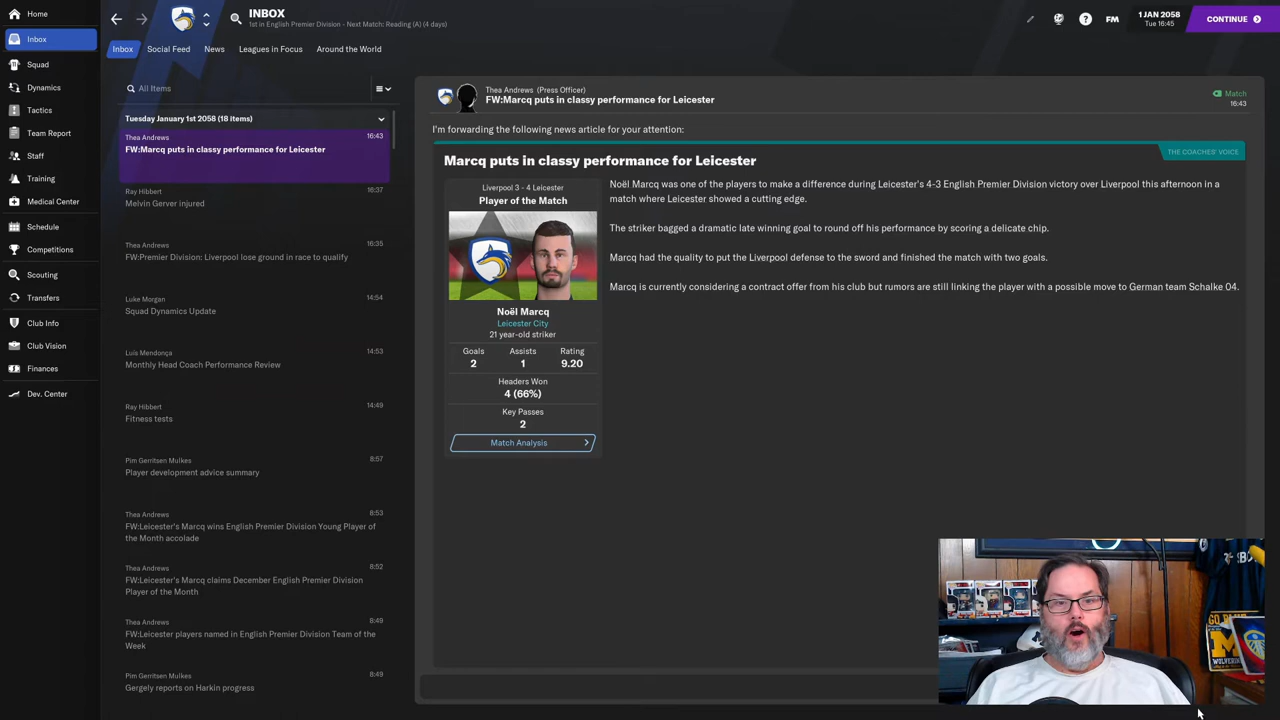 Home
Inbox
Squad
Dynamics
Tactics
Team Report
Staff
Training
Medical Center
Schedule
Competitions
Scouting
Transfers
Club Info
Club Vision
Finances
Dev. Center
INBOX
1st in English Premier Division - Next Match: Reading (A) (4 days)
FM
1 JAN 2058
Tue 16:45
CONTINUE
Inbox
Social Feed
News
Leagues in Focus
Around the World
All Items
Tuesday January 1st 2058 (18 items)
Thea Andrews 16:43
FW:Marcq puts in classy performance for Leicester
Ray Hibbert 16:37
Melvin Gerver injured
Thea Andrews 16:35
FW:Premier Division: Liverpool lose ground in race to qualify
Luke Morgan 14:54
Squad Dynamics Update
Luís Mendonça 14:53
Monthly Head Coach Performance Review
Ray Hibbert 14:49
Fitness tests
Pim Gerritsen Mulkes 8:57
Player development advice summary
Thea Andrews 8:53
FW:Leicester's Marcq wins English Premier Division Young Player of
the Month accolade
Thea Andrews 8:52
FW:Leicester's Marcq claims December English Premier Division
Player of the Month
Thea Andrews 8:49
FW:Leicester players named in English Premier Division Team of the
Week
Pim Gerritsen Mulkes 8:49
Gergely reports on Harkin progress
Thea Andrews (Press Officer)
FW:Marcq puts in classy performance for Leicester
Match
16:43
I'm forwarding the following news article for your attention:
Marcq puts in classy performance for Leicester
THE COACHES' VOICE
Liverpool 3 - 4 Leicester
Player of the Match
Noël Marcq
Leicester City
21 year-old striker
Goals Assists Rating
2 1 9.20
Headers Won
4 (66%)
Key Passes
2
Match Analysis
Noël Marcq was one of the players to make a difference during Leicester's 4-3 English Premier Division victory over Liverpool this afternoon in a
match where Leicester showed a cutting edge.
The striker bagged a dramatic late winning goal to round off his performance by scoring a delicate chip.
Marcq had the quality to put the Liverpool defense to the sword and finished the match with two goals.
Marcq is currently considering a contract offer from his club but rumors are still linking the player with a possible move to German team Schalke 04.
GO BLUE
M
WOLVERINES